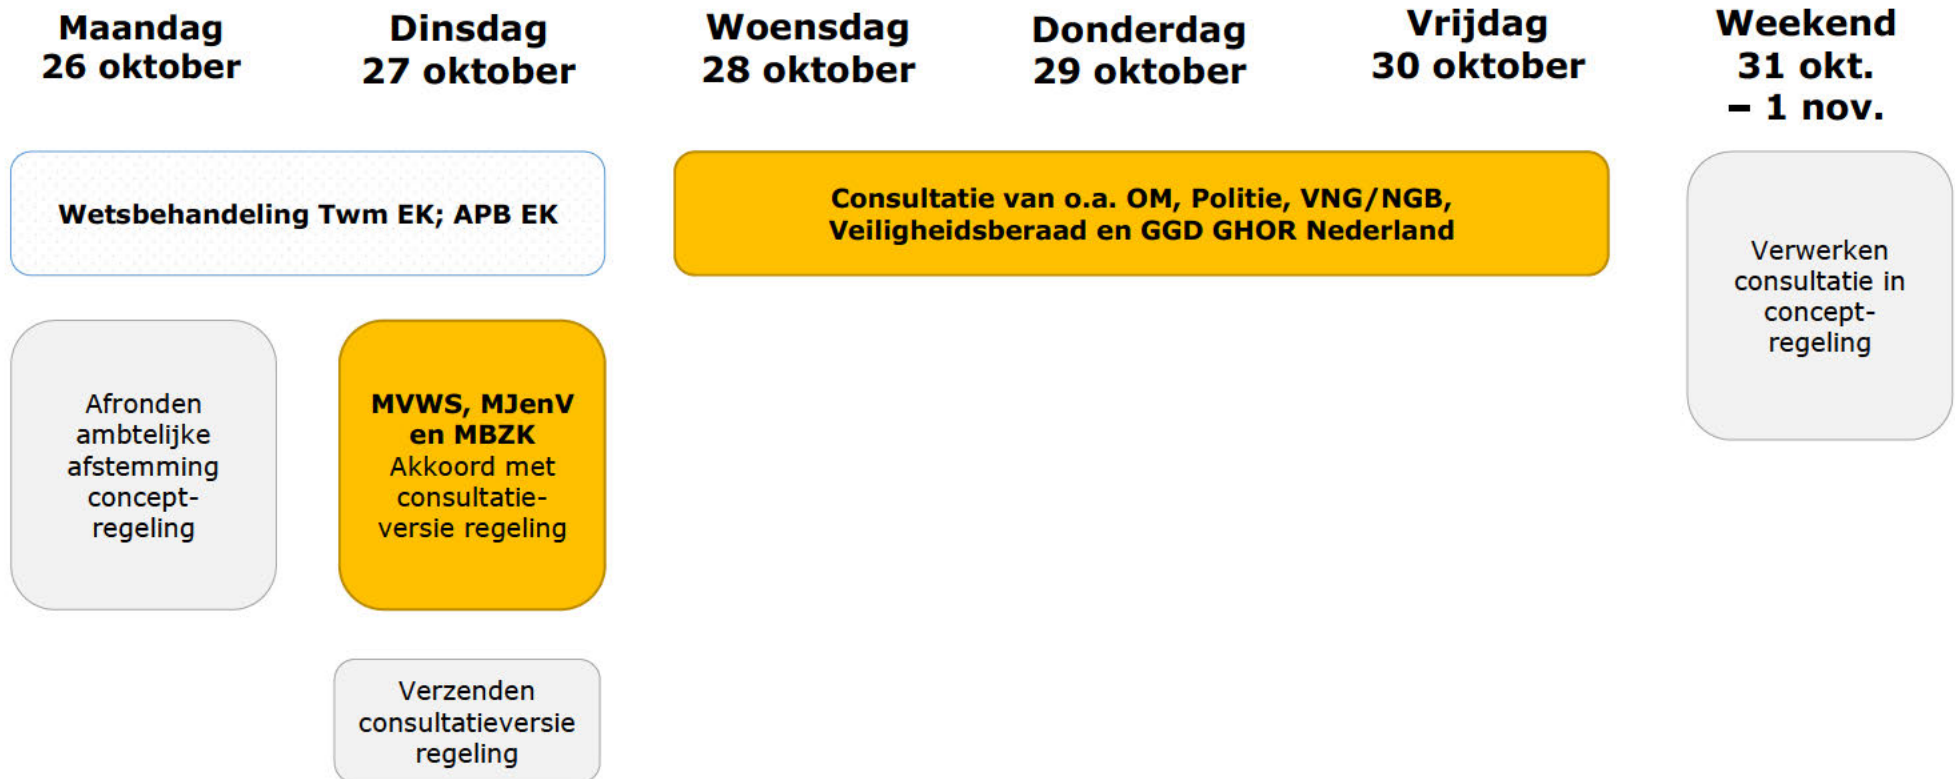 Maandag
26 oktober
Dinsdag
27 oktober
Woensdag
28 oktober
Donderdag
29 oktober
Vrijdag
30 oktober
Weekend
31 okt.
– 1 nov.
Wetsbehandeling Twm EK; APB EK
Consultatie van o.a. OM, Politie, VNG/NGB,
Veiligheidsberaad en GGD GHOR Nederland
Verwerken
consultatie in
concept-
regeling
Afronden
ambtelijke
afstemming
concept-
regeling
MVWS, MJenV
en MBZK
Akkoord met
consultatie-
versie regeling
Verzenden
consultatieversie
regeling